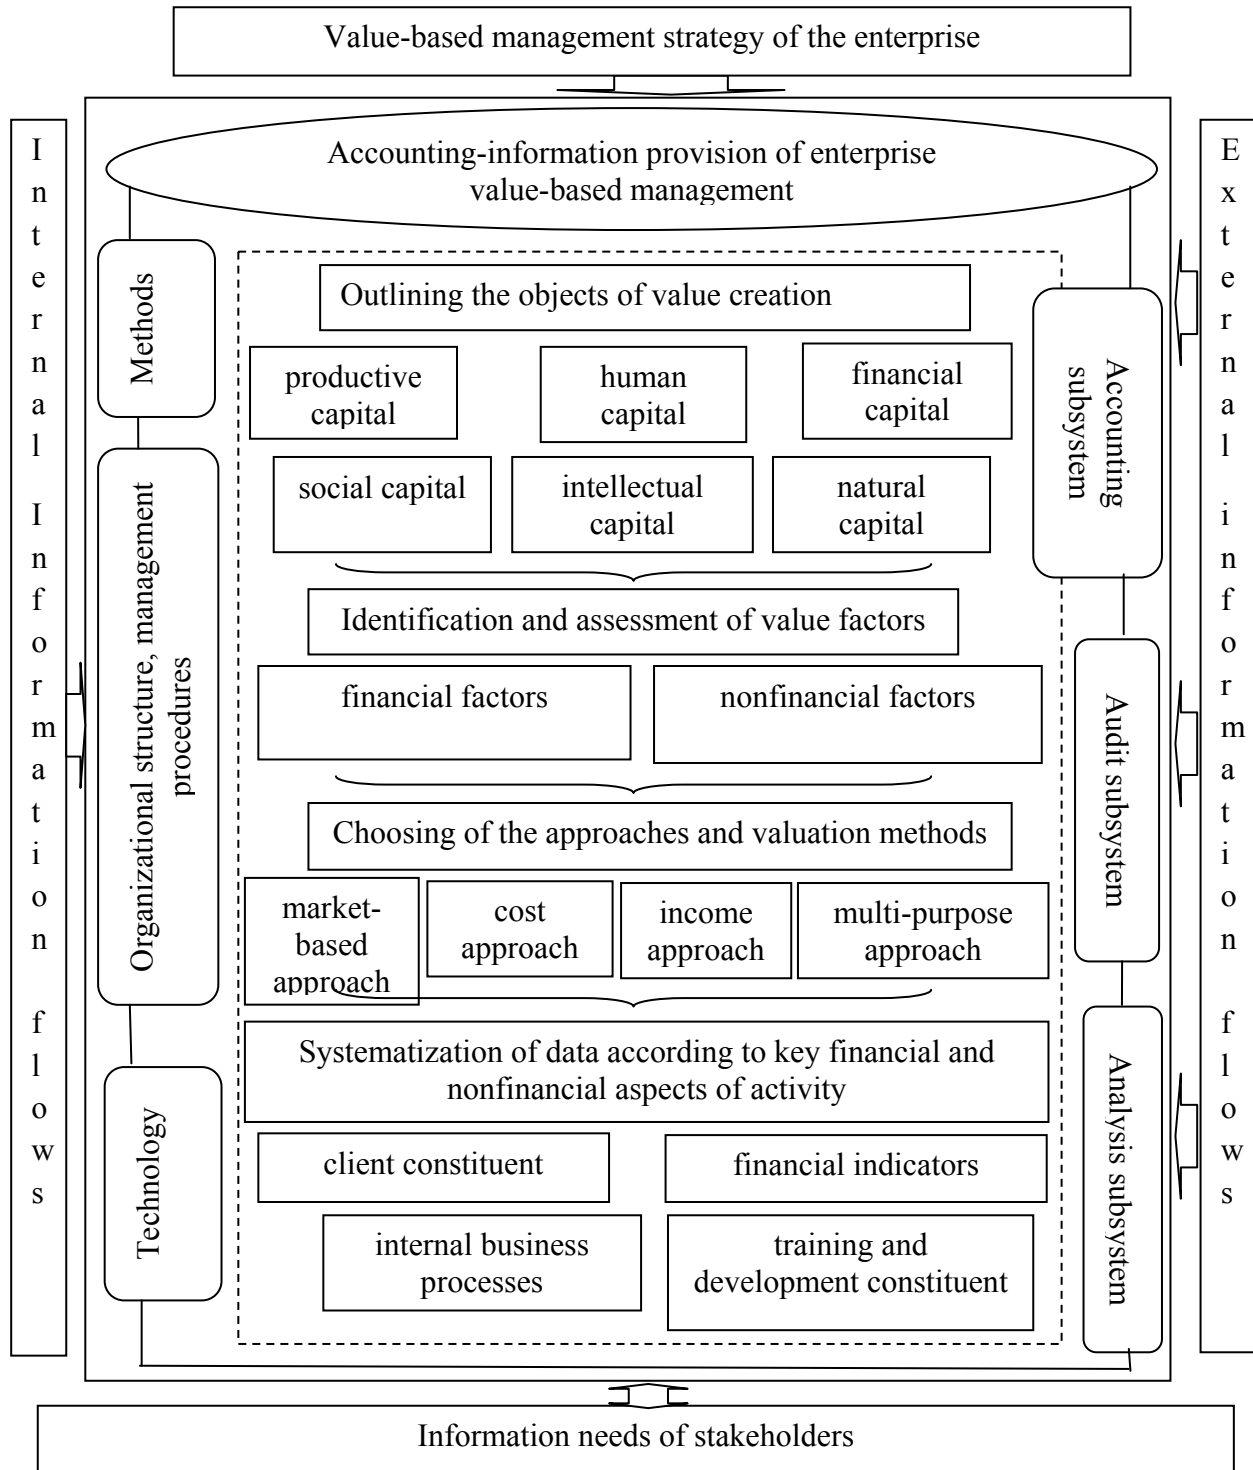 Value-based management strategy of the enterprise
Internal Information flows
External information flows
Accounting-information provision of enterprise
value-based management
Methods
Organizational structure, management
procedures
Technology
Outlining the objects of value creation
productive
capital
human
capital
financial
capital
social capital
intellectual
capital
natural
capital
Identification and assessment of value factors
financial factors
nonfinancial factors
Choosing of the approaches and valuation methods
market-
based
approach
cost
approach
income
approach
multi-purpose
approach
Systematization of data according to key financial and
nonfinancial aspects of activity
client constituent
financial indicators
internal business
processes
training and
development constituent
Accounting
subsystem
Audit subsystem
Analysis subsystem
Information needs of stakeholders